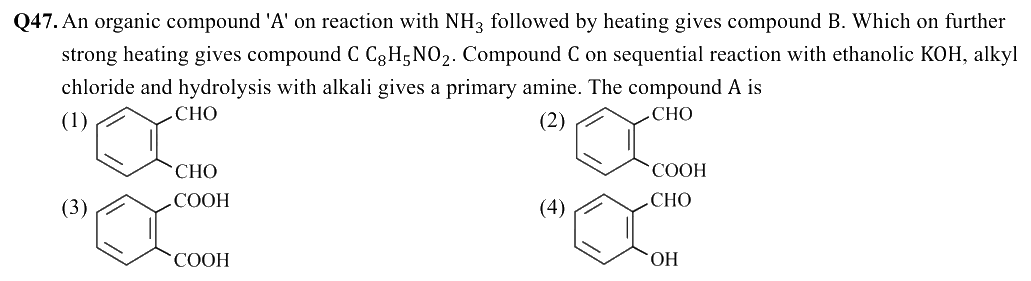 Q47. An organic compound 'A' on reaction with NH₃ followed by heating gives compound B. Which on further
strong heating gives compound C C₈H₅NO₂. Compound C on sequential reaction with ethanolic KOH, alkyl
chloride and hydrolysis with alkali gives a primary amine. The compound A is
(1) CHO CHO
(2) CHO COOH
(3) COOH COOH
(4) CHO OH